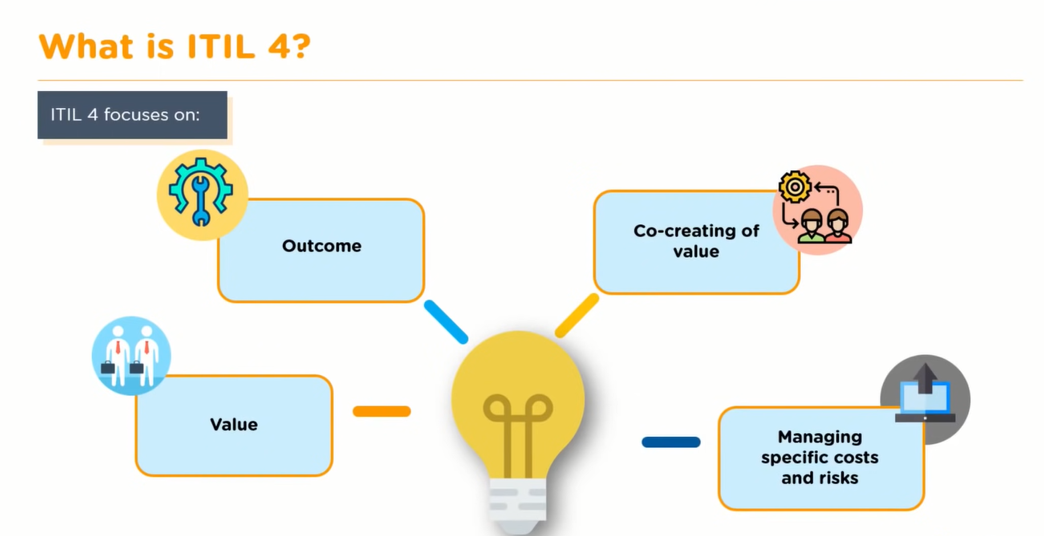 What is ITIL 4?
ITIL 4 focuses on:
Outcome
Co-creating of
value
Value
Managing
specific costs
and risks